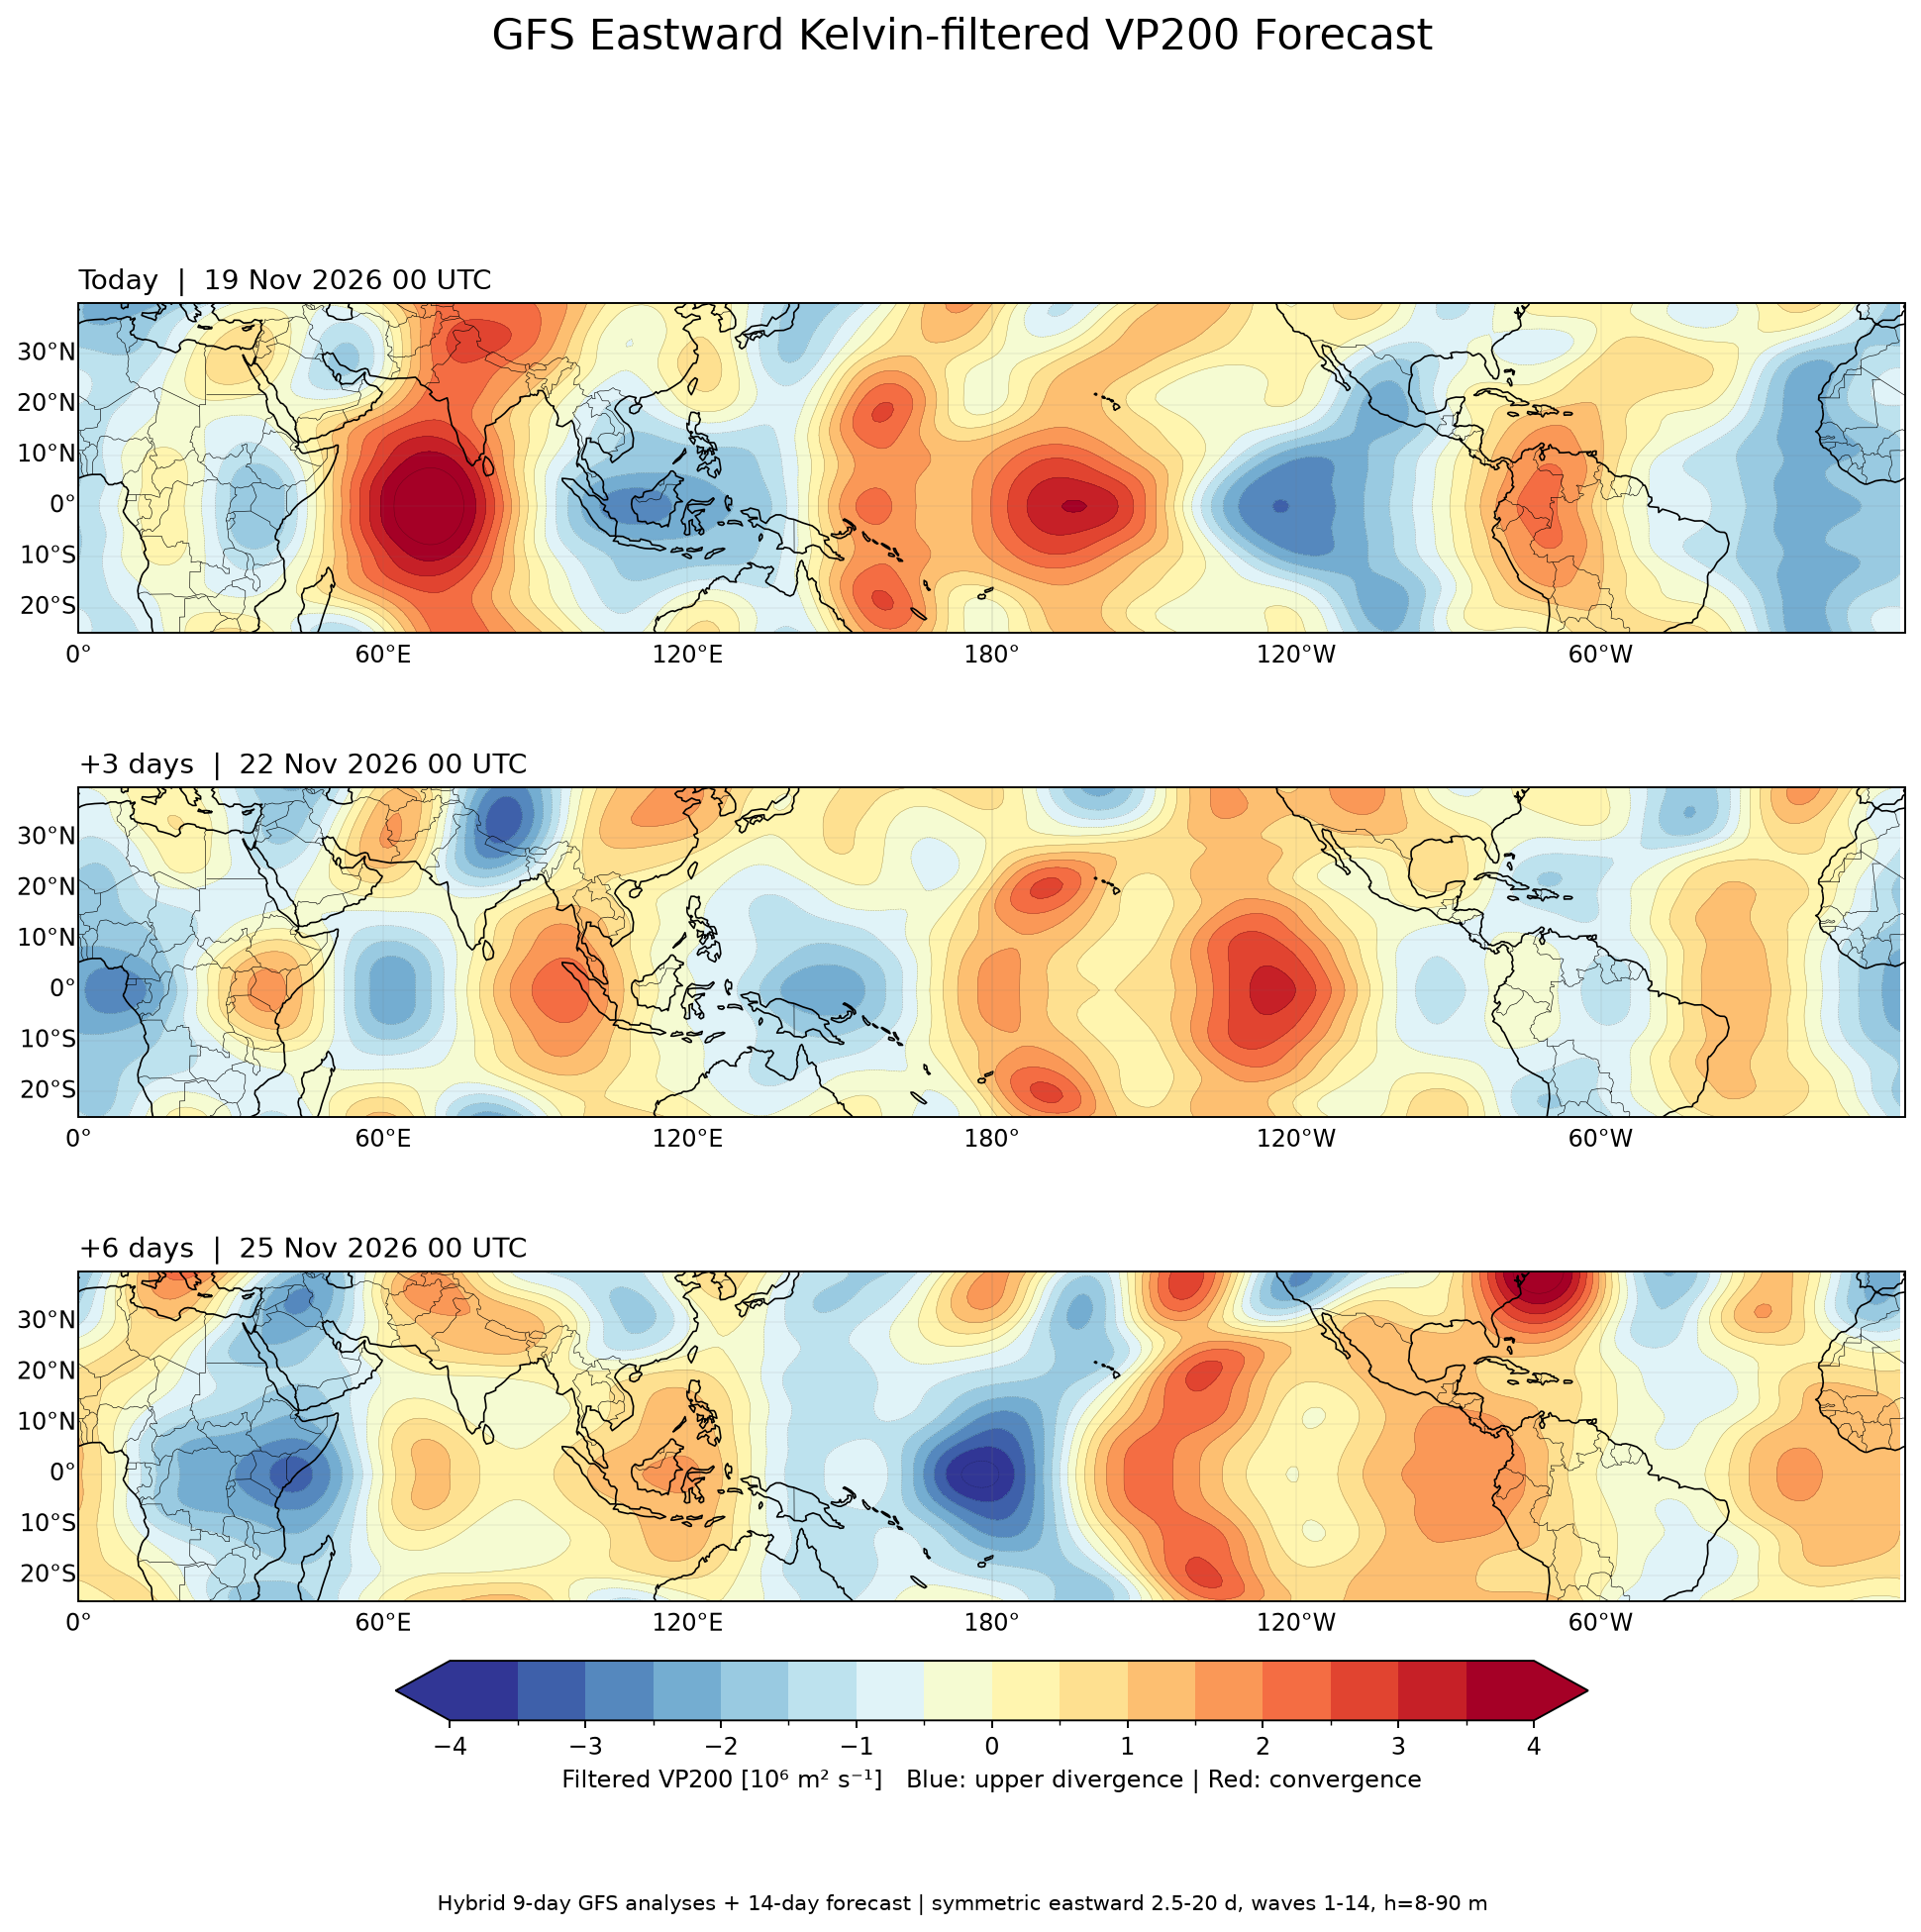 GFS Eastward Kelvin-filtered VP200 Forecast
Today | 19 Nov 2026 00 UTC
30°N
20°N
10°N
0°
10°S
20°S
0° 60°E 120°E 180° 120°W 60°W
+3 days | 22 Nov 2026 00 UTC
30°N
20°N
10°N
0°
10°S
20°S
0° 60°E 120°E 180° 120°W 60°W
+6 days | 25 Nov 2026 00 UTC
30°N
20°N
10°N
0°
10°S
20°S
0° 60°E 120°E 180° 120°W 60°W
−4 −3 −2 −1 0 1 2 3 4
Filtered VP200 [10⁶ m² s⁻¹] Blue: upper divergence | Red: convergence
Hybrid 9-day GFS analyses + 14-day forecast | symmetric eastward 2.5-20 d, waves 1-14, h=8-90 m